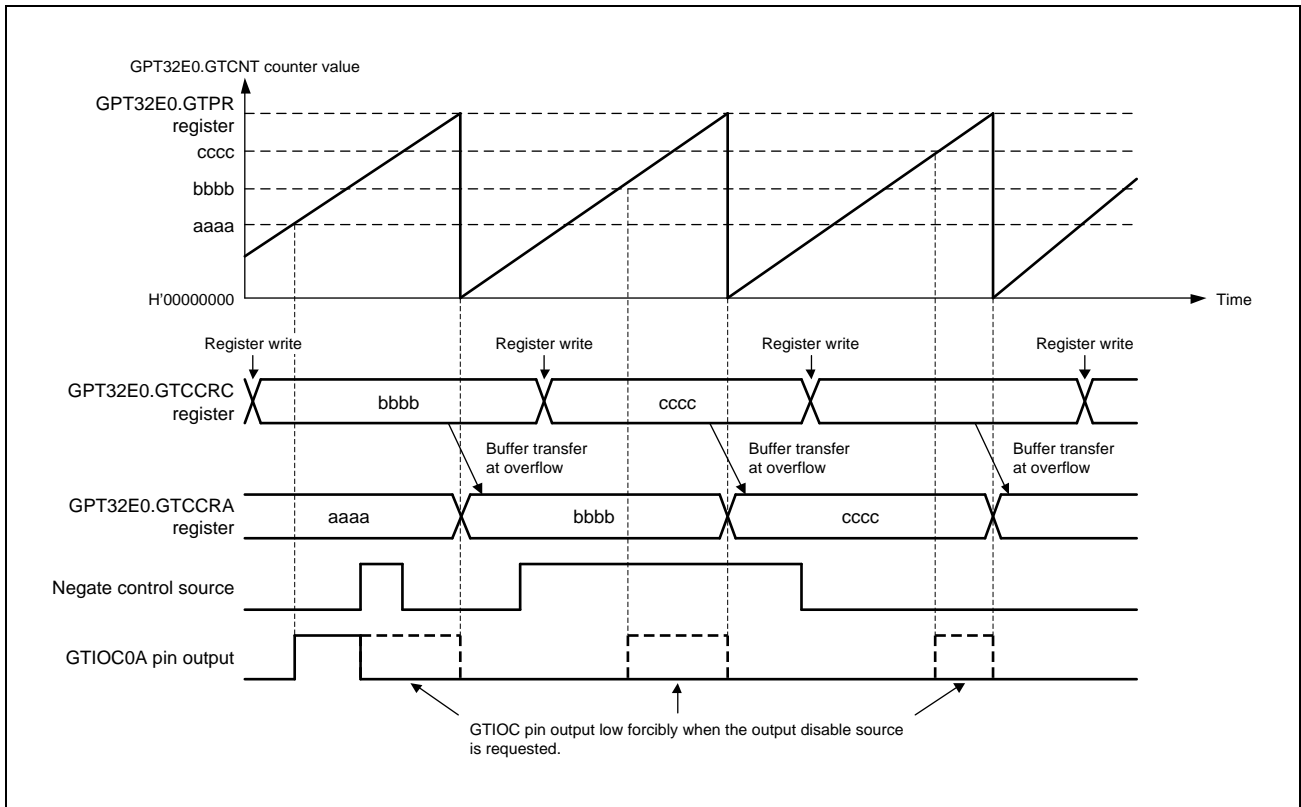 GPT32E0.GTCNT counter value
GPT32E0.GTPR
register
cccc
bbbb
aaaa
H'00000000
Time
Register write
Register write
Register write
Register write
GPT32E0.GTCCRC
register
bbbb
cccc
Buffer transfer
at overflow
Buffer transfer
at overflow
Buffer transfer
at overflow
GPT32E0.GTCCRA
register
aaaa
bbbb
cccc
Negate control source
GTIOC0A pin output
GTIOC pin output low forcibly when the output disable source
is requested.